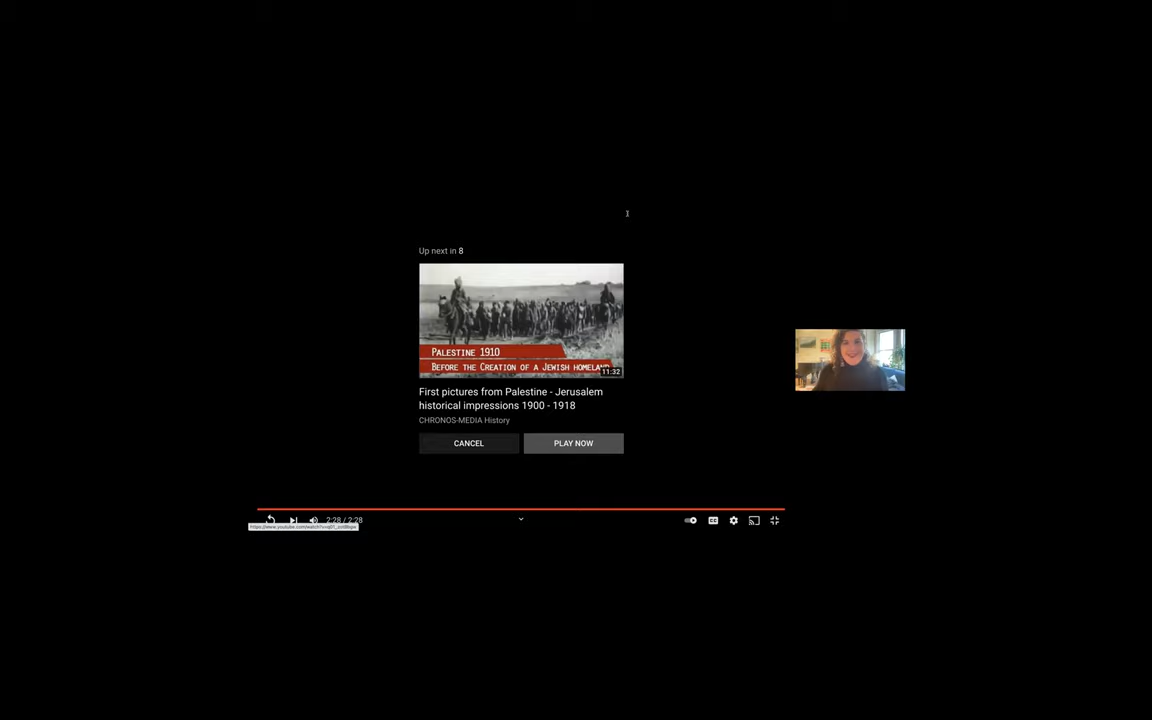 Up next in 8
PALESTINE 1910
BEFORE THE CREATION OF A JEWISH HOMELAND
11:32
First pictures from Palestine - Jerusalem
historical impressions 1900 - 1918
CHRONOS-MEDIA History
CANCEL
PLAY NOW
2:28 / 2:28
CC